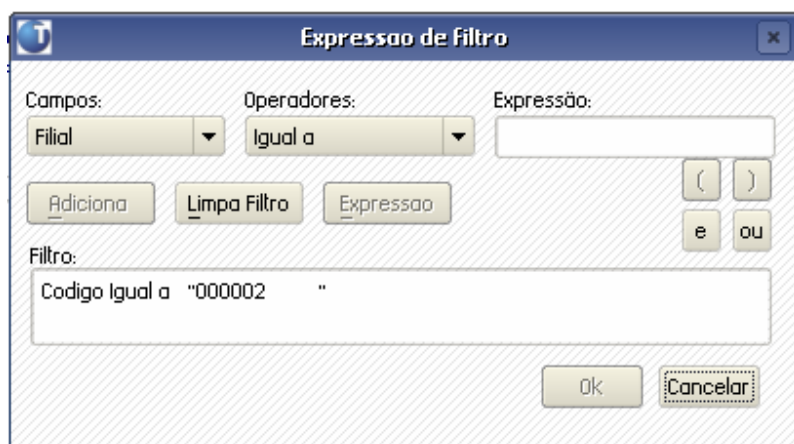 Expressao de Filtro
Campos: Operadores: Expressão:
Filial Igual a
Adiciona Limpa Filtro Expressao ( )
e ou
Filtro:
Codigo Igual a "000002 "
Ok Cancelar